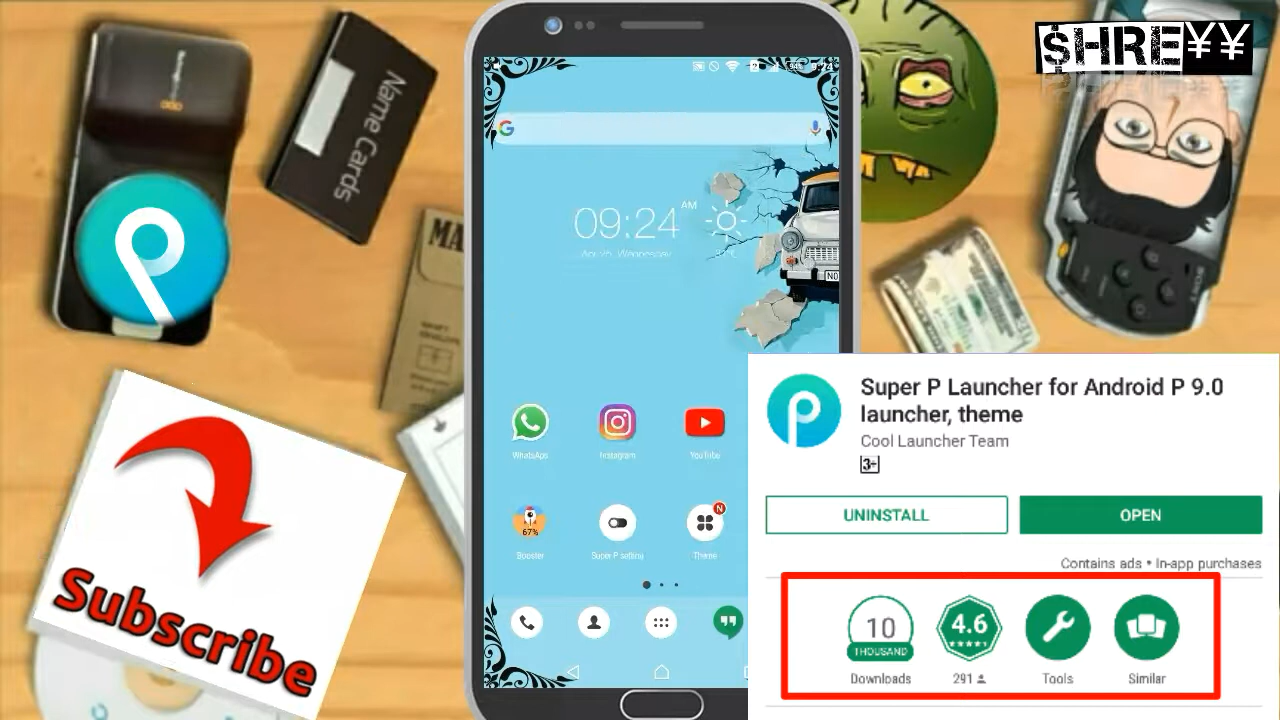 $HRE¥¥
Name Cards
09:24
AM
Wednesday
WhatsApp
Instagram
YouTube
67%
N
Booster
Super P setting
Theme
Subscribe
Super P Launcher for Android P 9.0
launcher, theme
Cool Launcher Team
3+
UNINSTALL
OPEN
Contains ads • In-app purchases
10
THOUSAND
4.6
Downloads
291
Tools
Similar